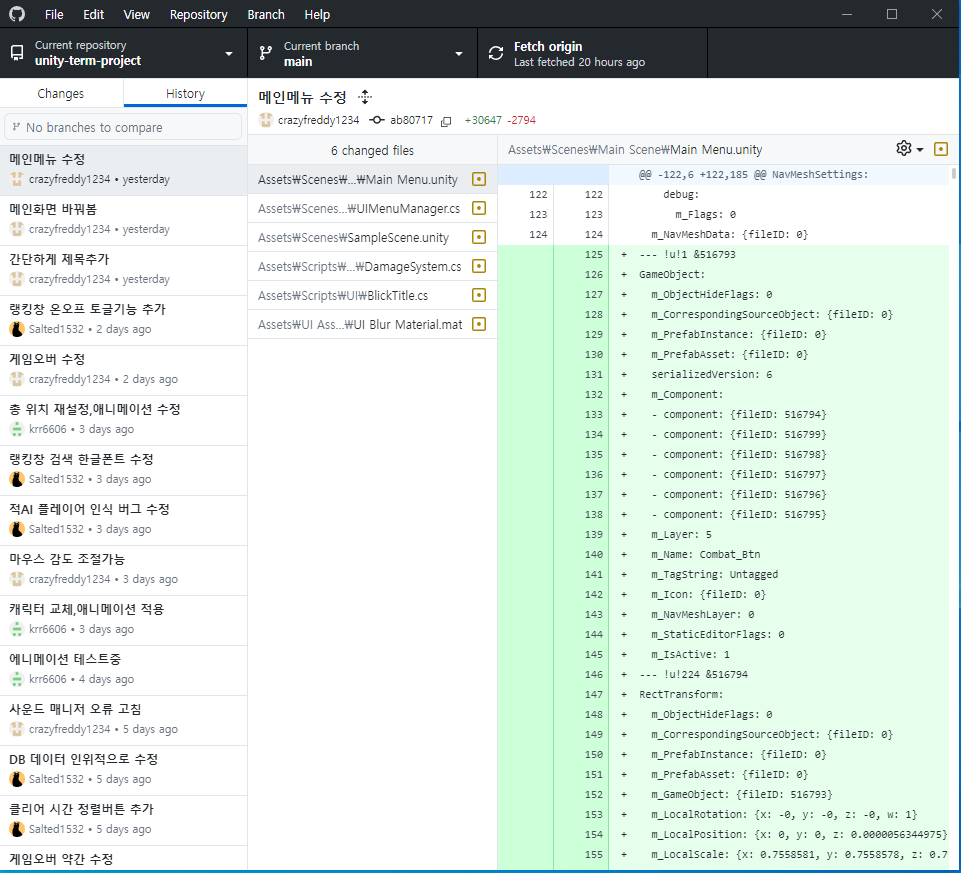 File Edit View Repository Branch Help
Current repository
unity-term-project
Current branch
main
Fetch origin
Last fetched 20 hours ago
Changes
History
No branches to compare
메인메뉴 수정
crazyfreddy1234 • yesterday
메인화면 바꿔봄
crazyfreddy1234 • yesterday
간단하게 제목추가
crazyfreddy1234 • yesterday
랭킹창 온오프 토글기능 추가
Salted1532 • 2 days ago
게임오버 수정
crazyfreddy1234 • 2 days ago
총 위치 재설정,애니메이션 수정
krr6606 • 3 days ago
랭킹창 검색 한글폰트 수정
Salted1532 • 3 days ago
적AI 플레이어 인식 버그 수정
Salted1532 • 3 days ago
마우스 감도 조절가능
crazyfreddy1234 • 3 days ago
캐릭터 교체,애니메이션 적용
krr6606 • 3 days ago
에니메이션 테스트중
krr6606 • 4 days ago
사운드 매니저 오류 고침
crazyfreddy1234 • 5 days ago
DB 데이터 인위적으로 수정
Salted1532 • 5 days ago
클리어 시간 정렬버튼 추가
Salted1532 • 5 days ago
게임오버 약간 수정
메인메뉴 수정
crazyfreddy1234 ab80717 +30647 -2794
6 changed files
Assets₩Scenes₩...₩Main Menu.unity
Assets₩Scenes...₩UIMenuManager.cs
Assets₩Scenes₩SampleScene.unity
Assets₩Scripts₩...₩DamageSystem.cs
Assets₩Scripts₩UI₩BlickTitle.cs
Assets₩UI Ass...₩UI Blur Material.mat
Assets₩Scenes₩Main Scene₩Main Menu.unity
@@ -122,6 +122,185 @@ NavMeshSettings:
122 122 debug:
123 123 m_Flags: 0
124 124 m_NavMeshData: {fileID: 0}
125 + --- !u!1 &516793
126 + GameObject:
127 + m_ObjectHideFlags: 0
128 + m_CorrespondingSourceObject: {fileID: 0}
129 + m_PrefabInstance: {fileID: 0}
130 + m_PrefabAsset: {fileID: 0}
131 + serializedVersion: 6
132 + m_Component:
133 + - component: {fileID: 516794}
134 + - component: {fileID: 516799}
135 + - component: {fileID: 516798}
136 + - component: {fileID: 516797}
137 + - component: {fileID: 516796}
138 + - component: {fileID: 516795}
139 + m_Layer: 5
140 + m_Name: Combat_Btn
141 + m_TagString: Untagged
142 + m_Icon: {fileID: 0}
143 + m_NavMeshLayer: 0
144 + m_StaticEditorFlags: 0
145 + m_IsActive: 1
146 + --- !u!224 &516794
147 + RectTransform:
148 + m_ObjectHideFlags: 0
149 + m_CorrespondingSourceObject: {fileID: 0}
150 + m_PrefabInstance: {fileID: 0}
151 + m_PrefabAsset: {fileID: 0}
152 + m_GameObject: {fileID: 516793}
153 + m_LocalRotation: {x: -0, y: -0, z: -0, w: 1}
154 + m_LocalPosition: {x: 0, y: 0, z: 0.0000056344975}
155 + m_LocalScale: {x: 0.7558581, y: 0.7558578, z: 0.7